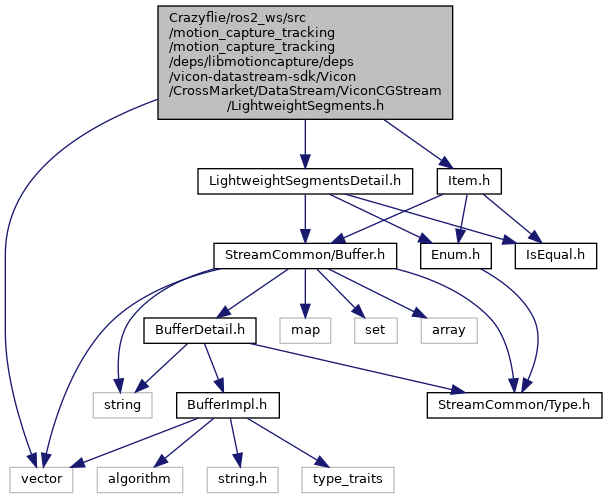 Crazyflie/ros2_ws/src
/motion_capture_tracking
/motion_capture_tracking
/deps/libmotioncapture/deps
/vicon-datastream-sdk/Vicon
/CrossMarket/DataStream/ViconCGStream
/LightweightSegments.h
LightweightSegmentsDetail.h
Item.h
StreamCommon/Buffer.h
Enum.h
IsEqual.h
BufferDetail.h
map
set
array
string
BufferImpl.h
StreamCommon/Type.h
vector
algorithm
string.h
type_traits